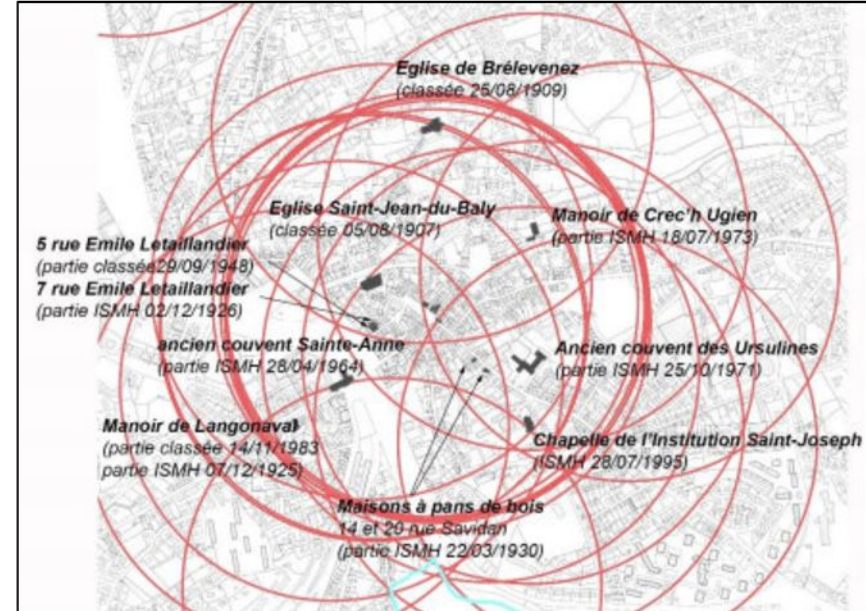 Eglise de Brélevenez
(classée 25/08/1909)
Eglise Saint-Jean-du-Baly
(classée 05/08/1907)
Manoir de Crec'h Ugien
(partie ISMH 18/07/1973)
5 rue Emile Letaillandier
(partie classée29/09/1948)
7 rue Emile Letaillandier
(partie ISMH 02/12/1926)
ancien couvent Sainte-Anne
(partie ISMH 28/04/1964)
Ancien couvent des Ursulines
(partie ISMH 25/10/1971)
Manoir de Langonaval
(partie classée 14/11/1983
partie ISMH 07/12/1925)
Chapelle de l'Institution Saint-Joseph
(ISMH 28/07/1995)
Maisons à pans de bois
14 et 20 rue Savidan
(partie ISMH 22/03/1930)